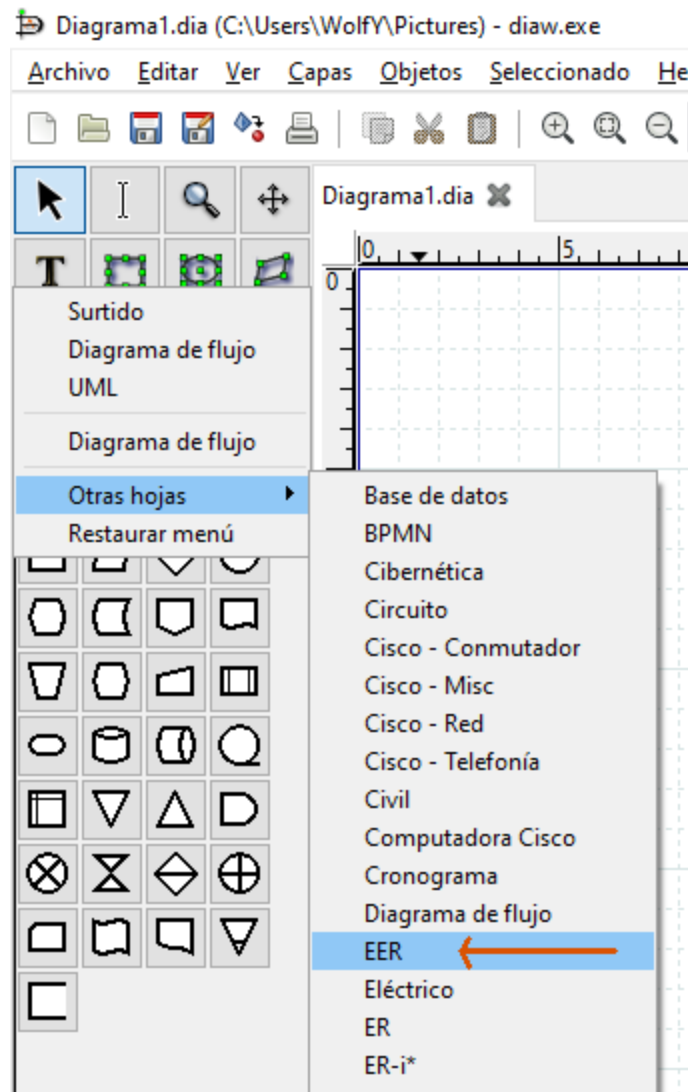 Diagrama1.dia (C:\Users\WolfY\Pictures) - diaw.exe
Archivo Editar Ver Capas Objetos Seleccionado He
Diagrama1.dia
0 5
T
0
Surtido
Diagrama de flujo
UML
Diagrama de flujo
Otras hojas
Restaurar menú
Base de datos
BPMN
Cibernética
Circuito
Cisco - Conmutador
Cisco - Misc
Cisco - Red
Cisco - Telefonía
Civil
Computadora Cisco
Cronograma
Diagrama de flujo
EER
Eléctrico
ER
ER-i*